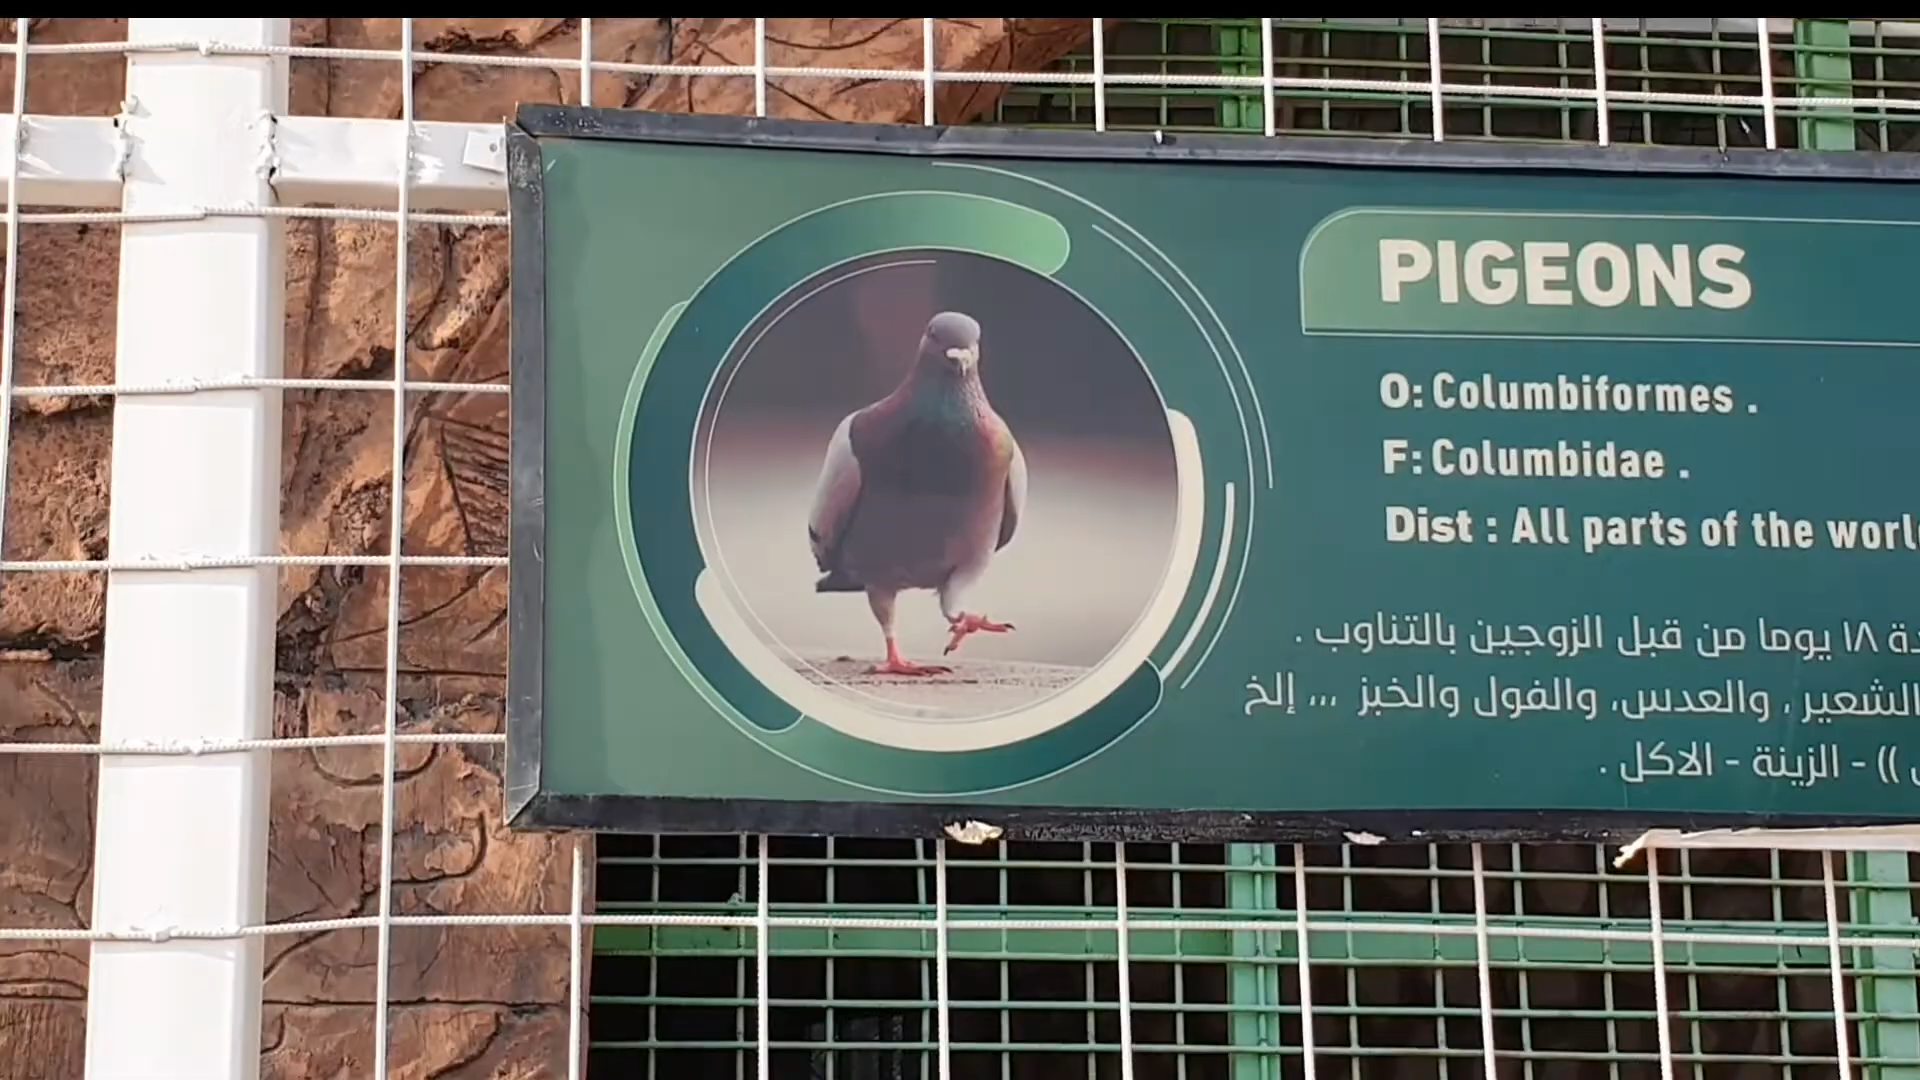 PIGEONS
O: Columbiformes .
F: Columbidae .
Dist : All parts of the
١٨ يوما من قبل الزوجين بالتناوب .
الشعير ، والعدس، والفول والخبز ... إلخ
)) - الزينة - الاكل .